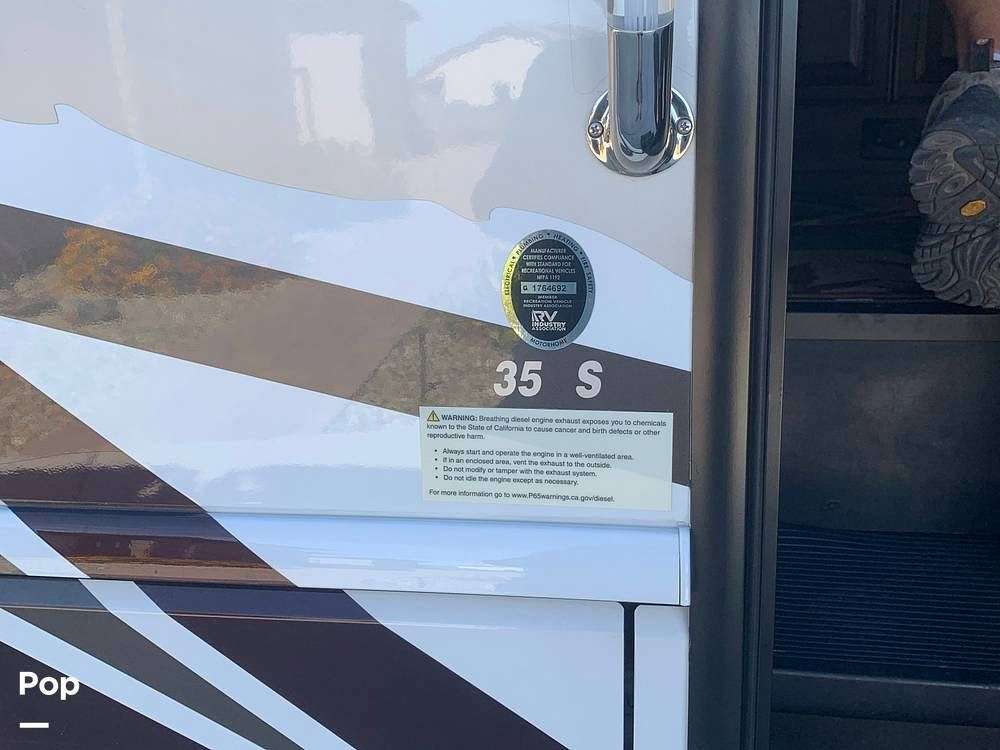 ELECTRICAL ★ PLUMBING ★ HEATING ★ FIRE SAFETY
MANUFACTURER
CERTIFIES COMPLIANCE
WITH STANDARD FOR
RECREATIONAL VEHICLES
NFPA 1192
G 1764692
MEMBER
RECREATION VEHICLE
INDUSTRY ASSOCIATION
RV
INDUSTRY
ASSOCIATION
MOTORHOME
35 S
WARNING: Breathing diesel engine exhaust exposes you to chemicals
known to the State of California to cause cancer and birth defects or other
reproductive harm.
• Always start and operate the engine in a well-ventilated area.
• If in an enclosed area, vent the exhaust to the outside.
• Do not modify or tamper with the exhaust system.
• Do not idle the engine except as necessary.
For more information go to www.P65warnings.ca.gov/diesel.
Pop